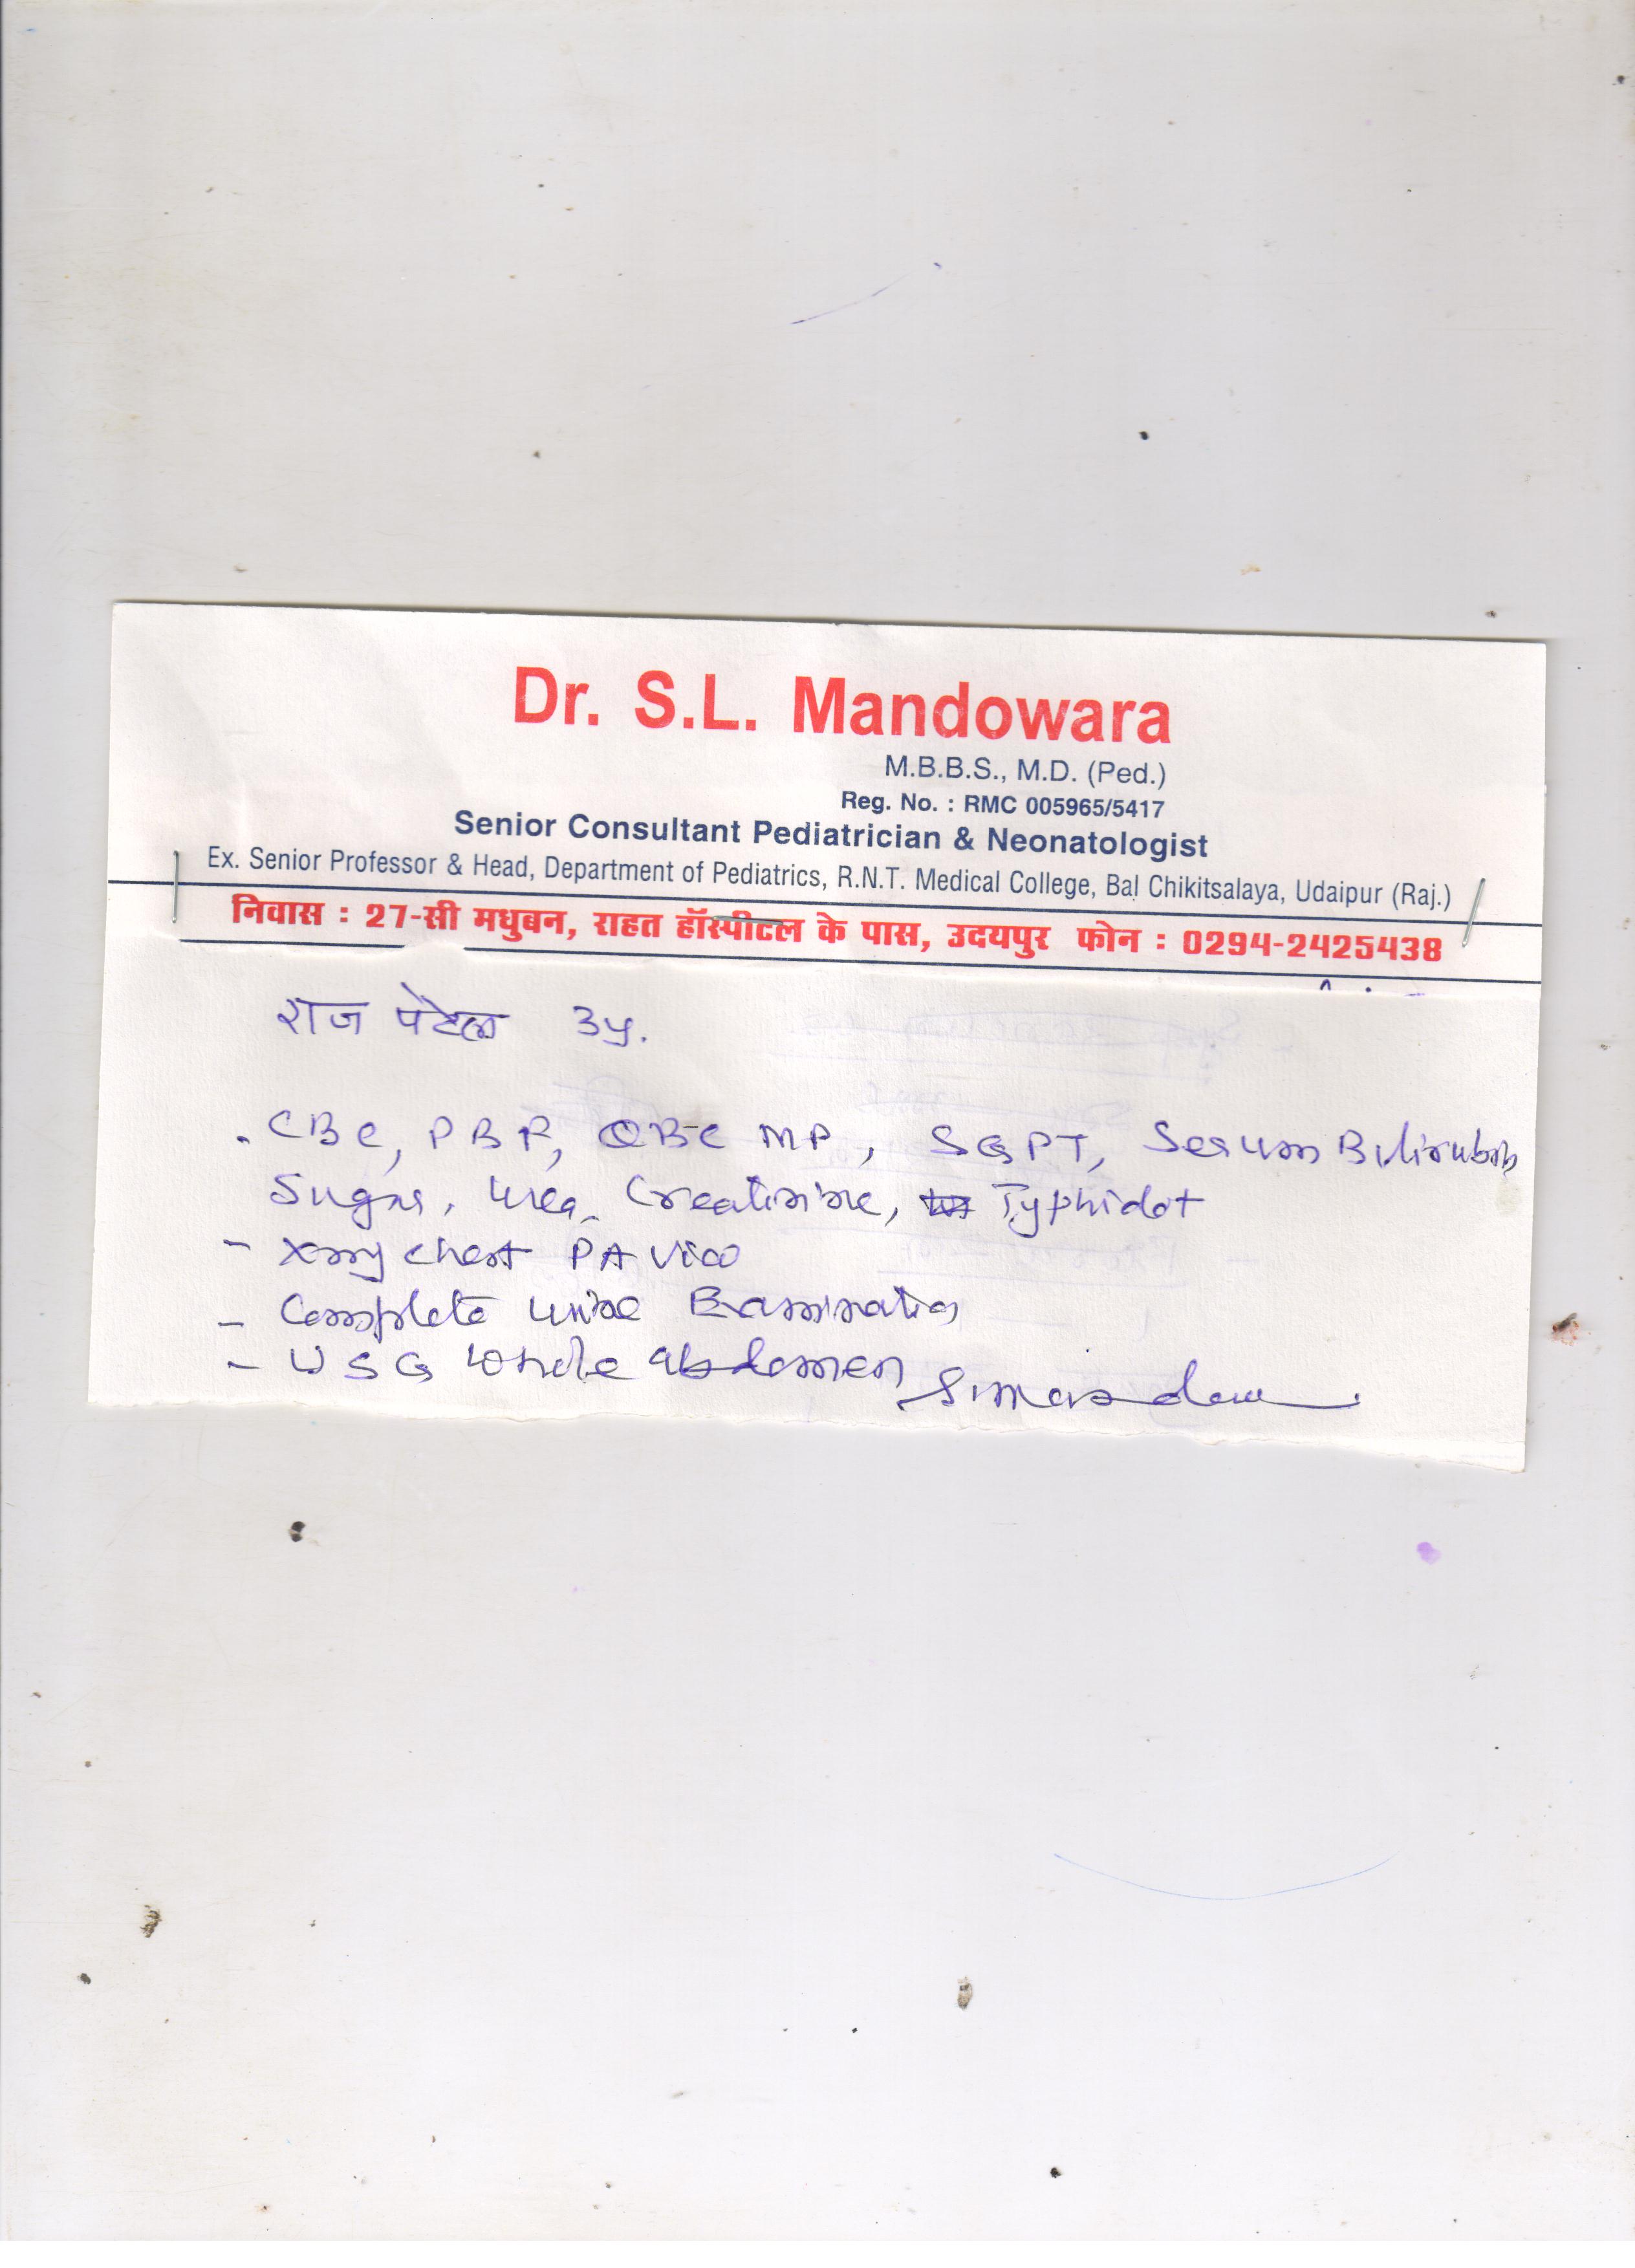 Dr. S.L. Mandowara
M.B.B.S., M.D. (Ped.)
Reg. No. : RMC 005965/5417
Senior Consultant Pediatrician & Neonatologist
Ex. Senior Professor & Head, Department of Pediatrics, R.N.T. Medical College, Bal Chikitsalaya, Udaipur (Raj.)
निवास : 27-सी मधुबन, राहत हॉस्पीटल के पास, उदयपुर फोन : 0294-2425438
राज पटेल 3y.
. CBC, PBF, QBC MP, SGPT, Serum Bilirubin
Sugar, Urea, Creatinine, Typhidot
- Xray chest PA View
- Complete urine Examination
- USG whole abdomen